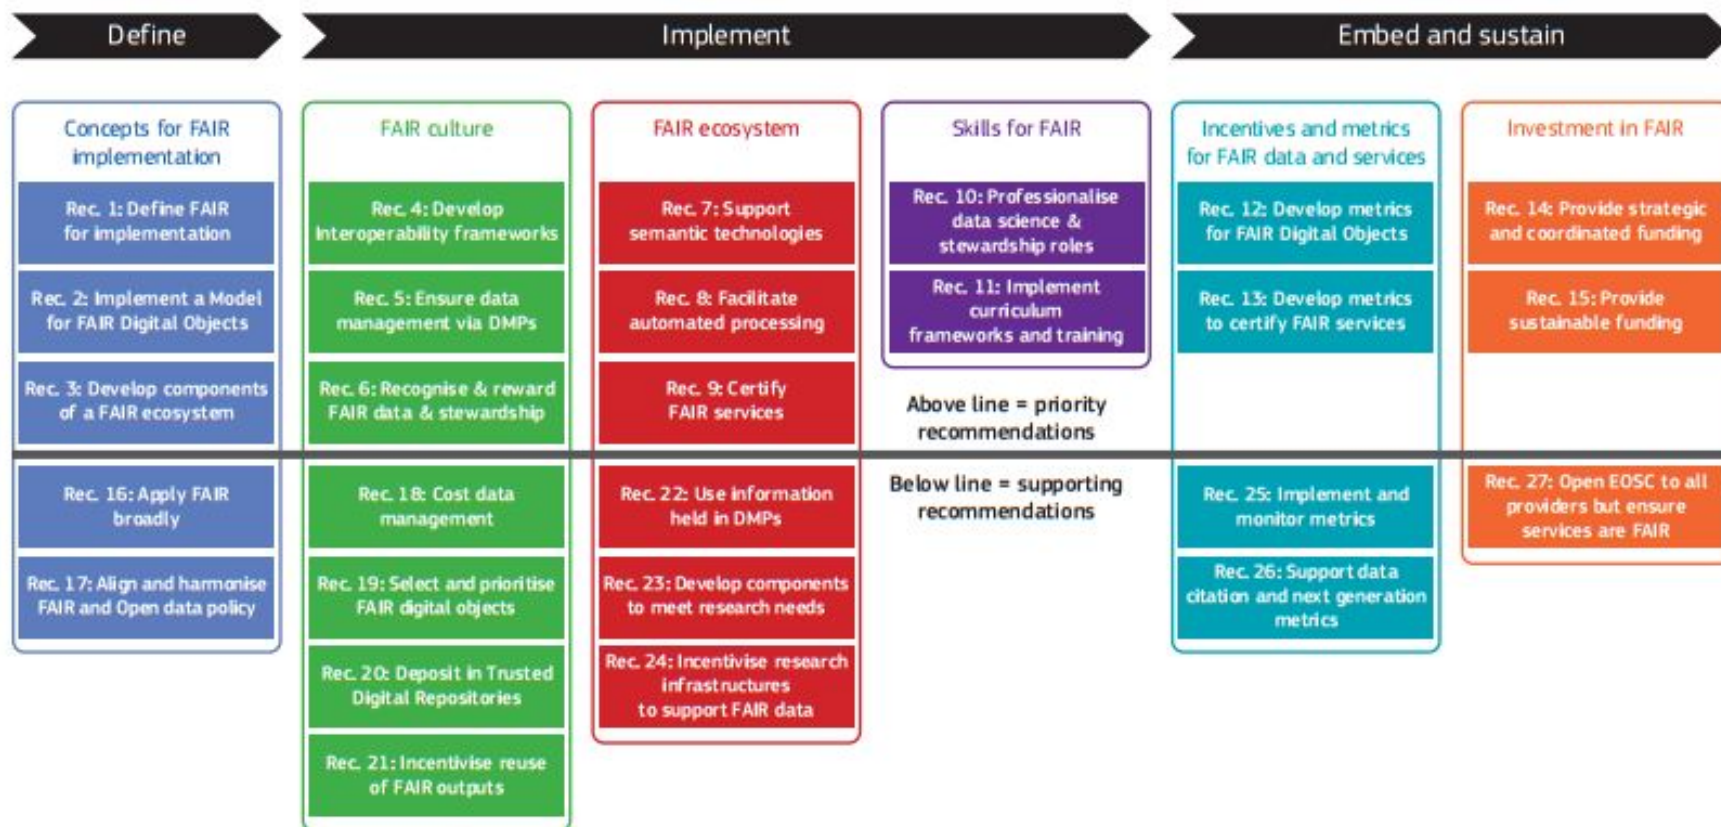 Define
Implement
Embed and sustain
Concepts for FAIR
implementation
Rec. 1: Define FAIR
for implementation
Rec. 2: Implement a Model
for FAIR Digital Objects
Rec. 3: Develop components
of a FAIR ecosystem
Rec. 16: Apply FAIR
broadly
Rec. 17: Align and harmonise
FAIR and Open data policy
FAIR culture
Rec. 4: Develop
Interoperability frameworks
Rec. 5: Ensure data
management via DMPs
Rec. 6: Recognise & reward
FAIR data & stewardship
Rec. 18: Cost data
management
Rec. 19: Select and prioritise
FAIR digital objects
Rec. 20: Deposit in Trusted
Digital Repositories
Rec. 21: Incentivise reuse
of FAIR outputs
FAIR ecosystem
Rec. 7: Support
semantic technologies
Rec. 8: Facilitate
automated processing
Rec. 9: Certify
FAIR services
Rec. 22: Use information
held in DMPs
Rec. 23: Develop components
to meet research needs
Rec. 24: Incentivise research
infrastructures
to support FAIR data
Skills for FAIR
Rec. 10: Professionalise
data science &
stewardship roles
Rec. 11: Implement
curriculum
frameworks and training
Above line = priority
recommendations
Below line = supporting
recommendations
Incentives and metrics
for FAIR data and services
Rec. 12: Develop metrics
for FAIR Digital Objects
Rec. 13: Develop metrics
to certify FAIR services
Rec. 25: Implement and
monitor metrics
Rec. 26: Support data
citation and next generation
metrics
Investment in FAIR
Rec. 14: Provide strategic
and coordinated funding
Rec. 15: Provide
sustainable funding
Rec. 27: Open EOSC to all
providers but ensure
services are FAIR